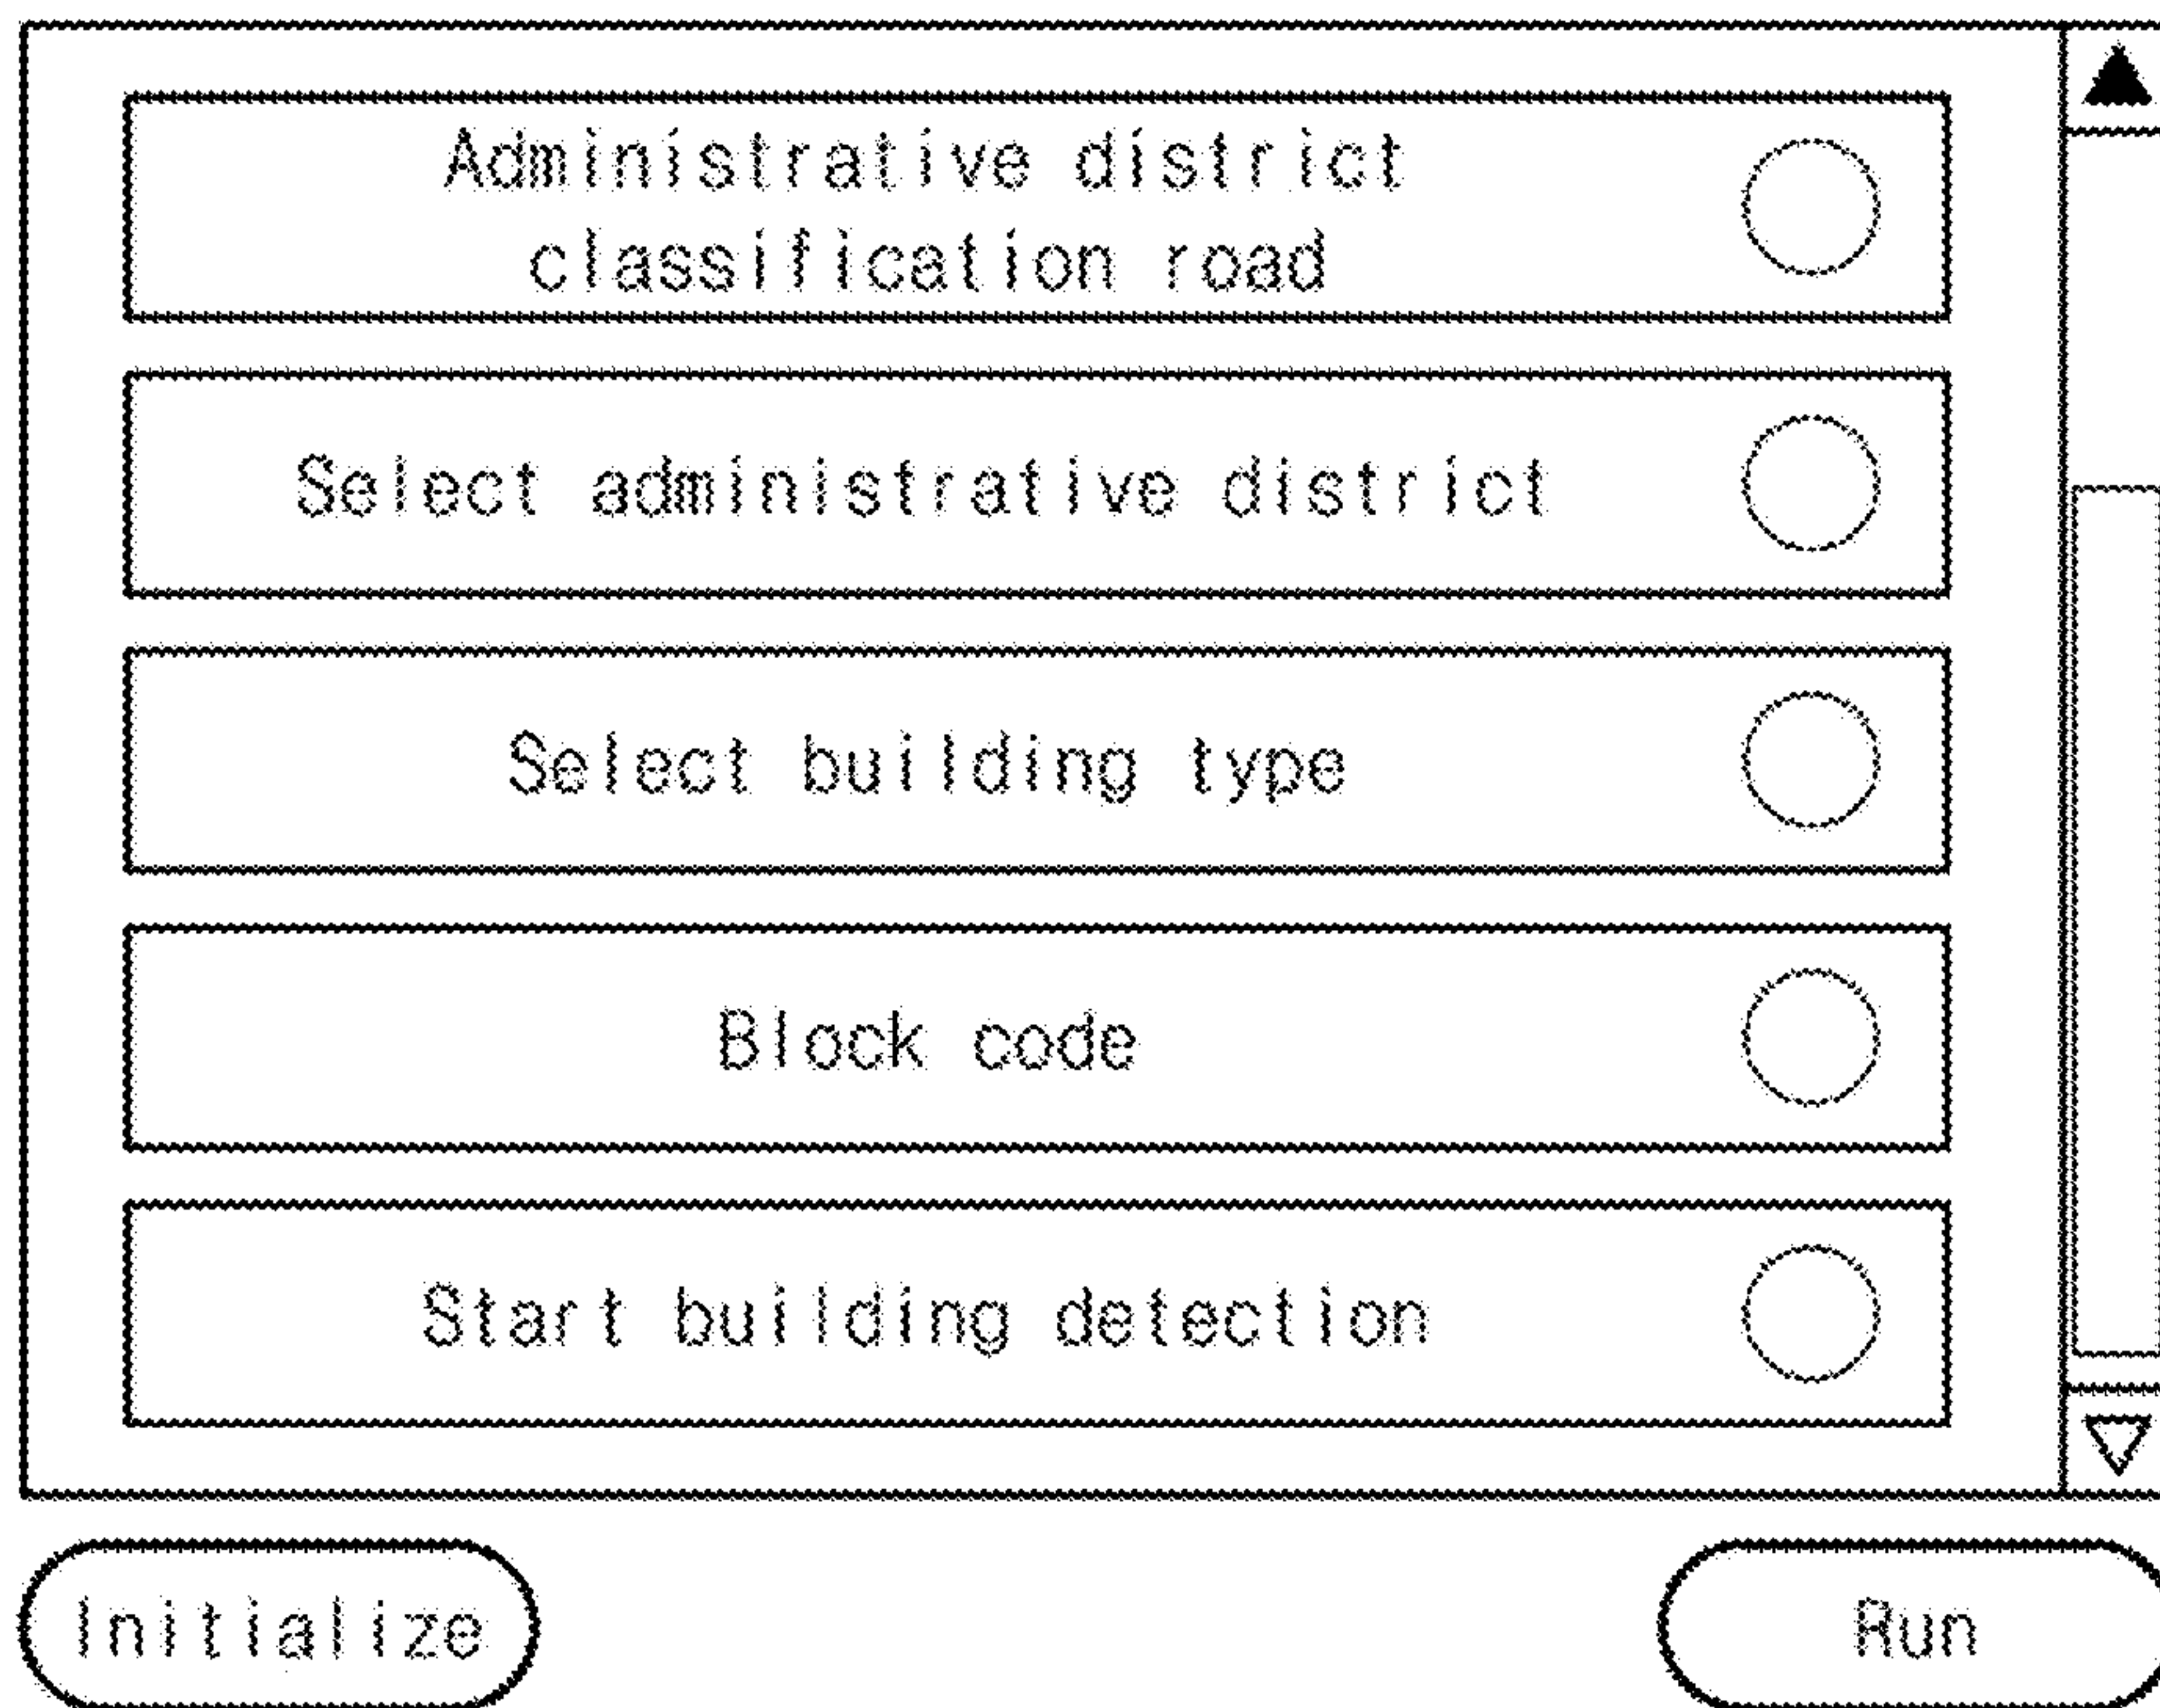 Administrative district
classification road
Select administrative district
Select building type
Block code
Start building detection
Initialize
Run